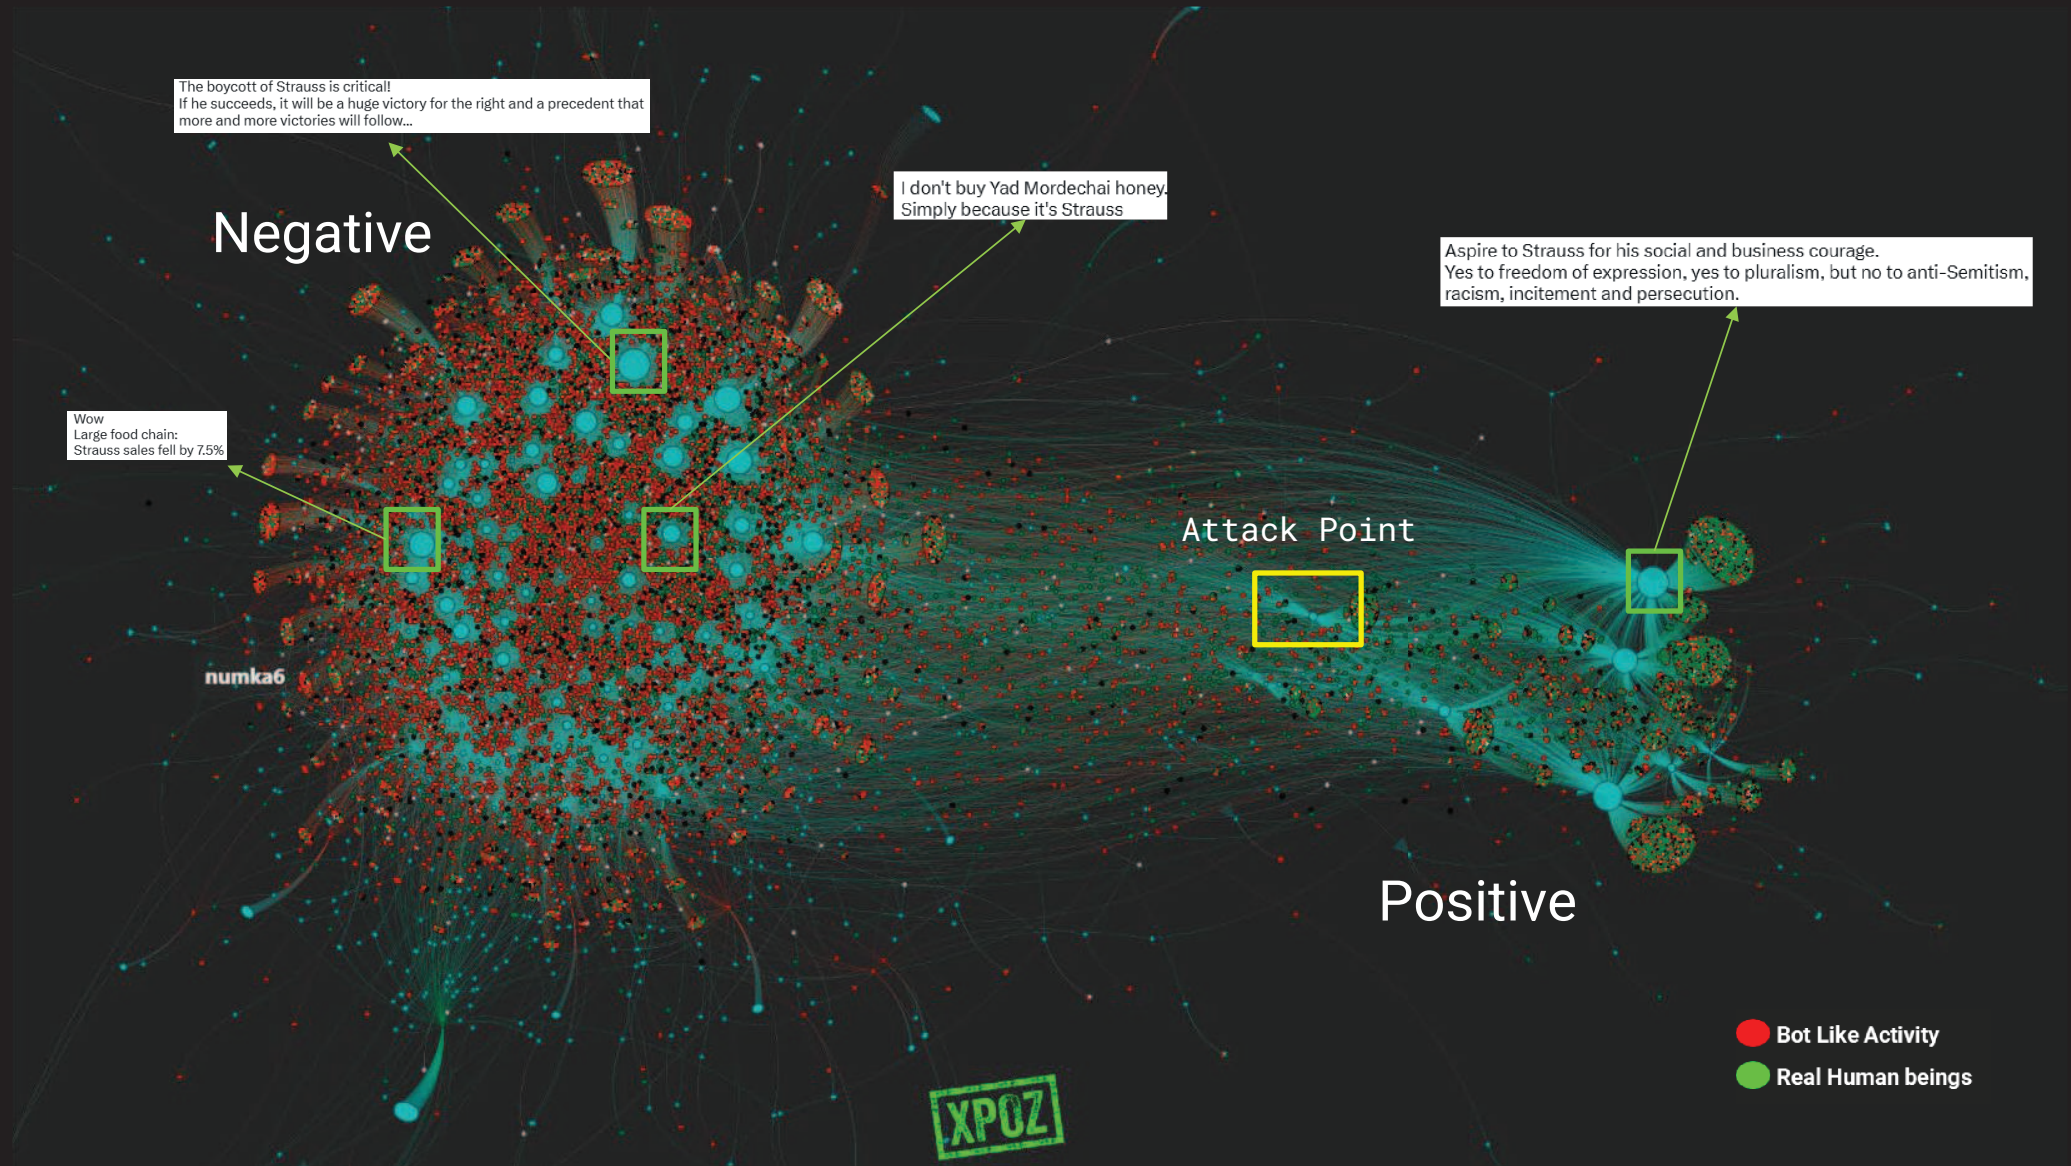 The boycott of Strauss is critical!
If he succeeds, it will be a huge victory for the right and a precedent that
more and more victories will follow...
I don't buy Yad Mordechai honey.
Simply because it's Strauss
Negative
Aspire to Strauss for his social and business courage.
Yes to freedom of expression, yes to pluralism, but no to anti-Semitism,
racism, incitement and persecution.
Wow
Large food chain:
Strauss sales fell by 7.5%
Attack Point
numka6
Positive
Bot Like Activity
Real Human beings
XPOZ